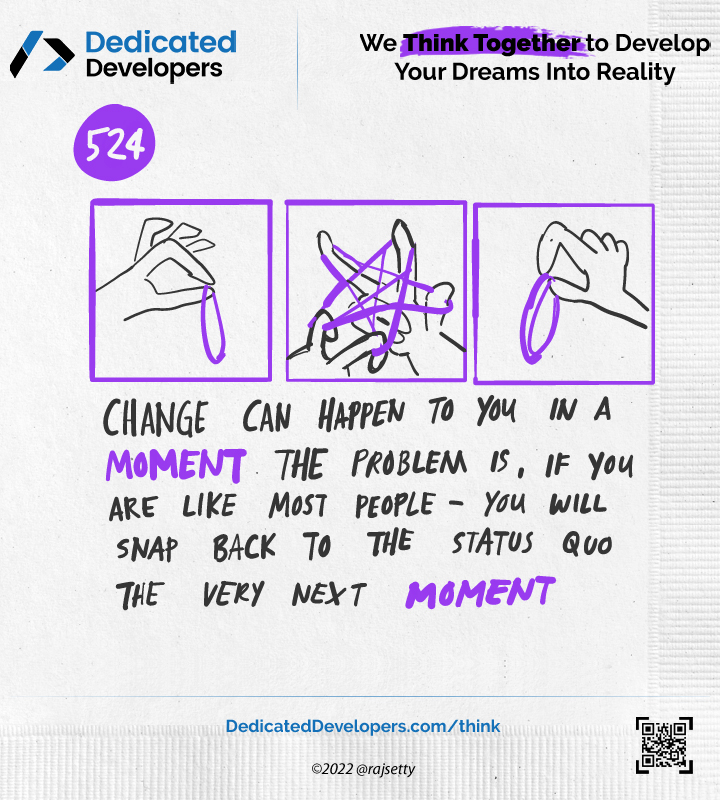 Dedicated
Developers
We Think Together to Develop
Your Dreams Into Reality
524
CHANGE CAN HAPPEN TO YOU IN A
MOMENT THE PROBLEM IS, IF YOU
ARE LIKE MOST PEOPLE - YOU WILL
SNAP BACK TO THE STATUS QUO
THE VERY NEXT MOMENT
DedicatedDevelopers.com/think
©2022 @rajsetty